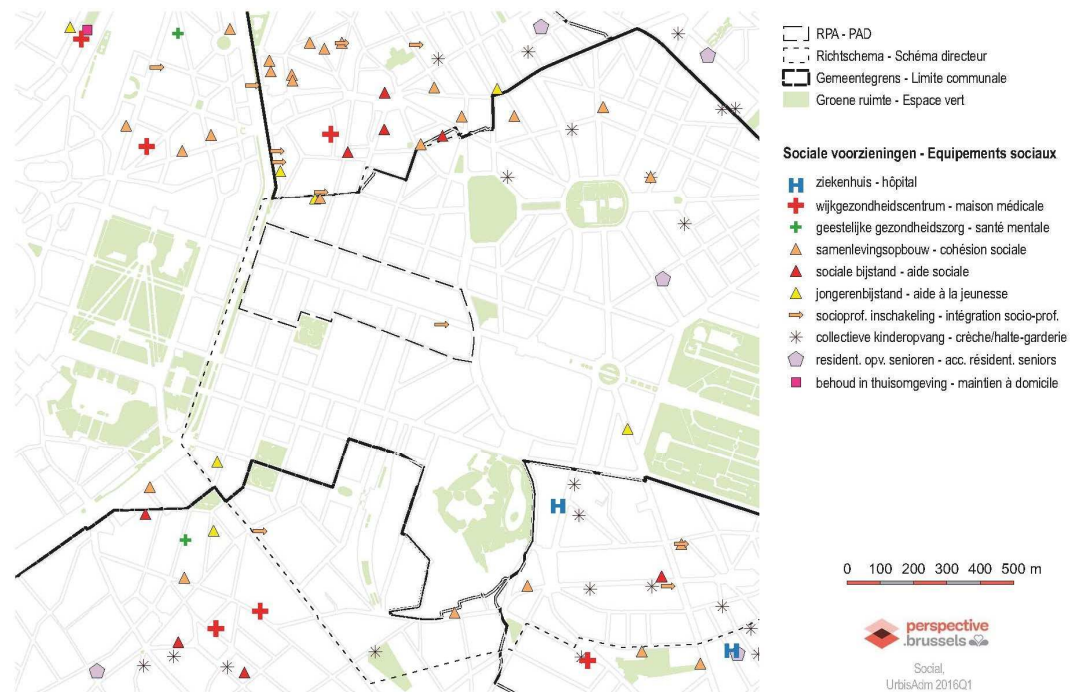 RPA - PAD
Richtschema - Schéma directeur
Gemeentegrens - Limite communale
Groene ruimte - Espace vert
Sociale voorzieningen - Equipements sociaux
H ziekenhuis - hôpital
wijkgezondheidscentrum - maison médicale
geestelijke gezondheidszorg - santé mentale
samenlevingsopbouw - cohésion sociale
sociale bijstand - aide sociale
jongerenbijstand - aide à la jeunesse
socioprof. inschakeling - intégration socio-prof.
collectieve kinderopvang - crèche/halte-garderie
resident. opv. senioren - acc. résident. seniors
behoud in thuisomgeving - maintien à domicile
H
H
0 100 200 300 400 500 m
perspective
.brussels
Social,
UrbisAdm 2016Q1